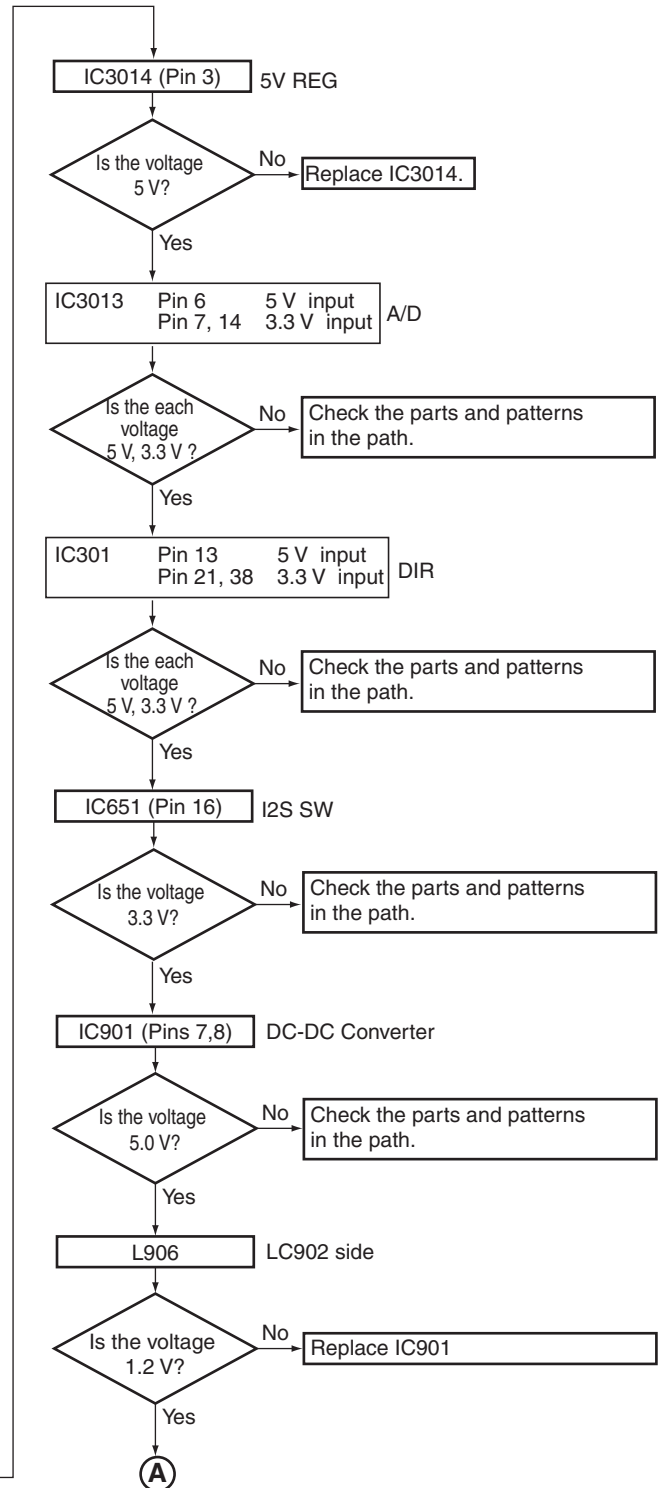 IC3014 (Pin 3) 5V REG
Is the voltage
5 V?
No
Replace IC3014.
Yes
IC3013 Pin 6 5 V input
Pin 7, 14 3.3 V input
A/D
Is the each
voltage
5 V, 3.3 V ?
No
Check the parts and patterns
in the path.
Yes
IC301 Pin 13 5 V input
Pin 21, 38 3.3 V input
DIR
Is the each
voltage
5 V, 3.3 V ?
No
Check the parts and patterns
in the path.
Yes
IC651 (Pin 16) I2S SW
Is the voltage
3.3 V?
No
Check the parts and patterns
in the path.
Yes
IC901 (Pins 7,8) DC-DC Converter
Is the voltage
5.0 V?
No
Check the parts and patterns
in the path.
Yes
L906 LC902 side
Is the voltage
1.2 V?
No
Replace IC901
Yes
A